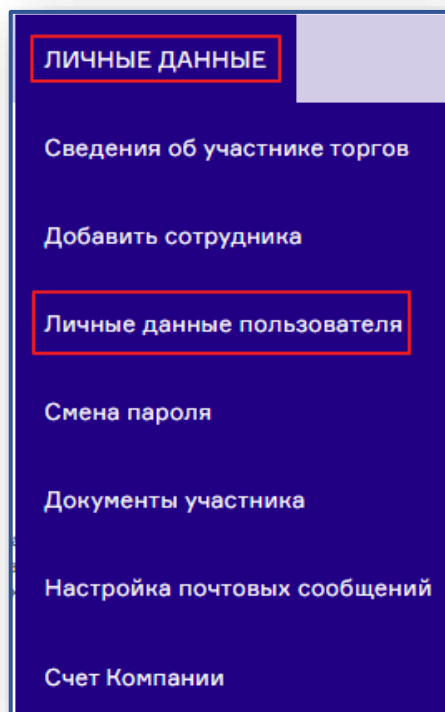 ЛИЧНЫЕ ДАННЫЕ
Сведения об участнике торгов
Добавить сотрудника
Личные данные пользователя
Смена пароля
Документы участника
Настройка почтовых сообщений
Счет Компании